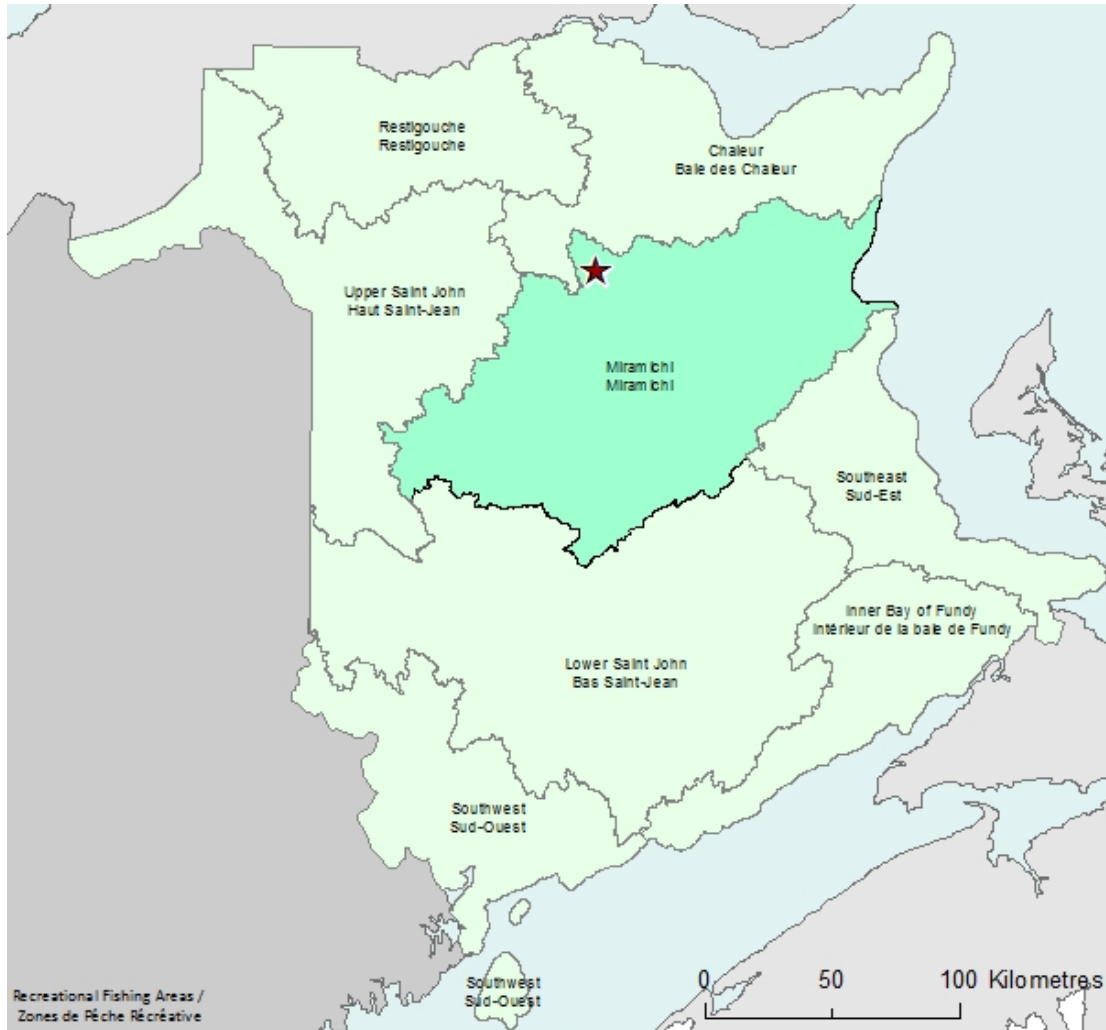 Restigouche
Restigouche
Chaleur
Baie des Chaleur
Upper Saint John
Haut Saint-Jean
Miramichi
Miramichi
Southeast
Sud-Est
Inner Bay of Fundy
Intérieur de la baie de Fundy
Lower Saint John
Bas Saint-Jean
Southwest
Sud-Ouest
Southwest
Sud-Ouest
0 50 100 Kilometres
Recreational Fishing Areas /
Zones de Pêche Récréative